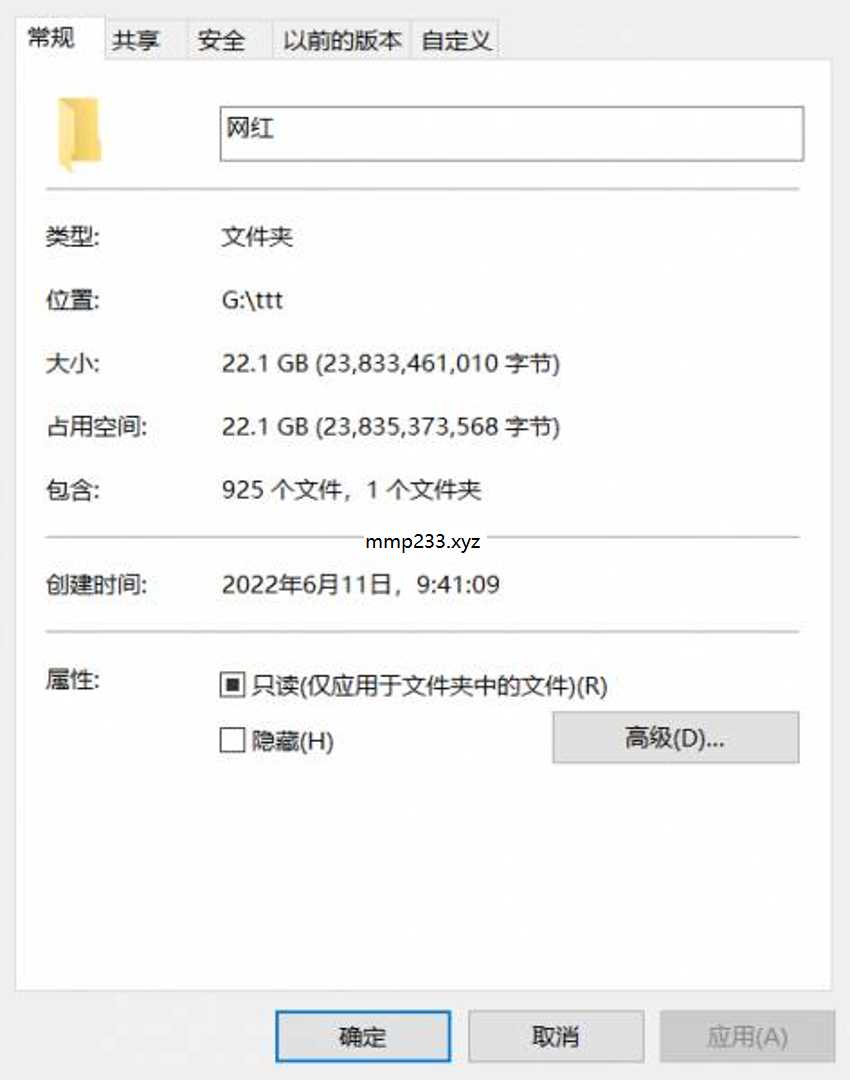 常规 共享 安全 以前的版本 自定义
网红
类型: 文件夹
位置: G:\ttt
大小: 22.1 GB (23,833,461,010 字节)
占用空间: 22.1 GB (23,835,373,568 字节)
包含: 925 个文件，1 个文件夹
mmp233.xyz
创建时间: 2022年6月11日，9:41:09
属性: 只读(仅应用于文件夹中的文件)(R)
隐藏(H) 高级(D)...
确定 取消 应用(A)